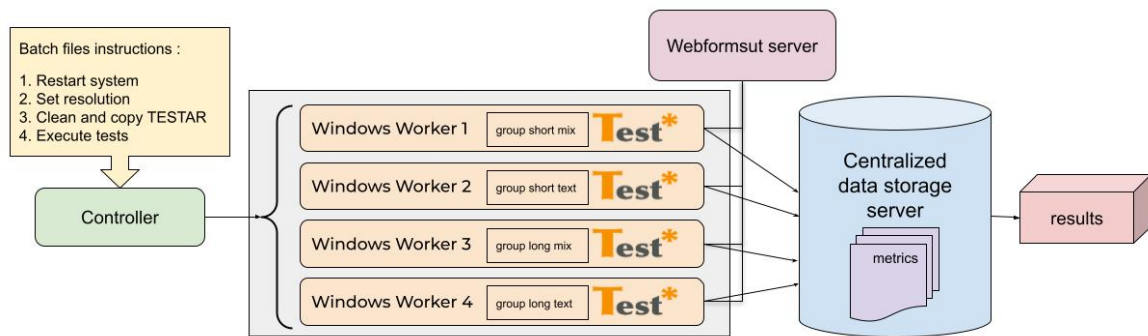 Batch files instructions :
1. Restart system
2. Set resolution
3. Clean and copy TESTAR
4. Execute tests
Controller
Windows Worker 1 group short mix Test*
Windows Worker 2 group short text Test*
Windows Worker 3 group long mix Test*
Windows Worker 4 group long text Test*
Webformsut server
Centralized
data storage
server
metrics
results